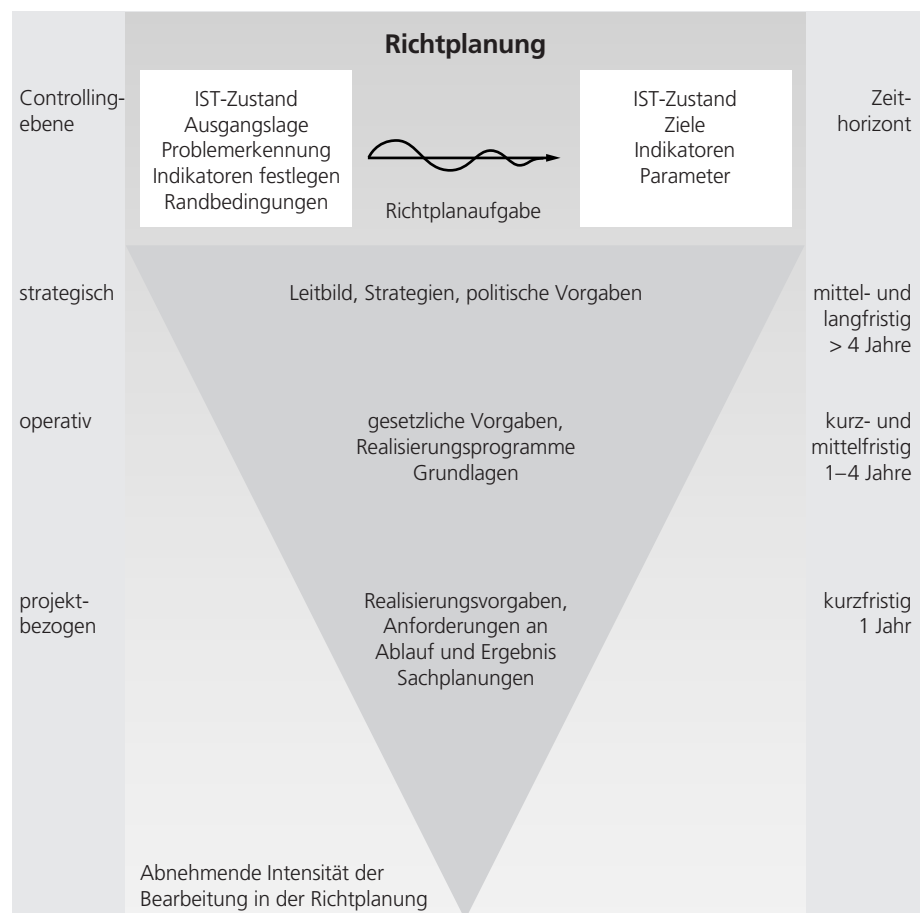 Richtplanung
Controlling-
ebene
IST-Zustand
Ausgangslage
Problemerkennung
Indikatoren festlegen
Randbedingungen
Richtplanaufgabe
IST-Zustand
Ziele
Indikatoren
Parameter
Zeit-
horizont
strategisch
Leitbild, Strategien, politische Vorgaben
mittel- und
langfristig
> 4 Jahre
operativ
gesetzliche Vorgaben,
Realisierungsprogramme
Grundlagen
kurz- und
mittelfristig
1–4 Jahre
projekt-
bezogen
Realisierungsvorgaben,
Anforderungen an
Ablauf und Ergebnis
Sachplanungen
kurzfristig
1 Jahr
Abnehmende Intensität der
Bearbeitung in der Richtplanung